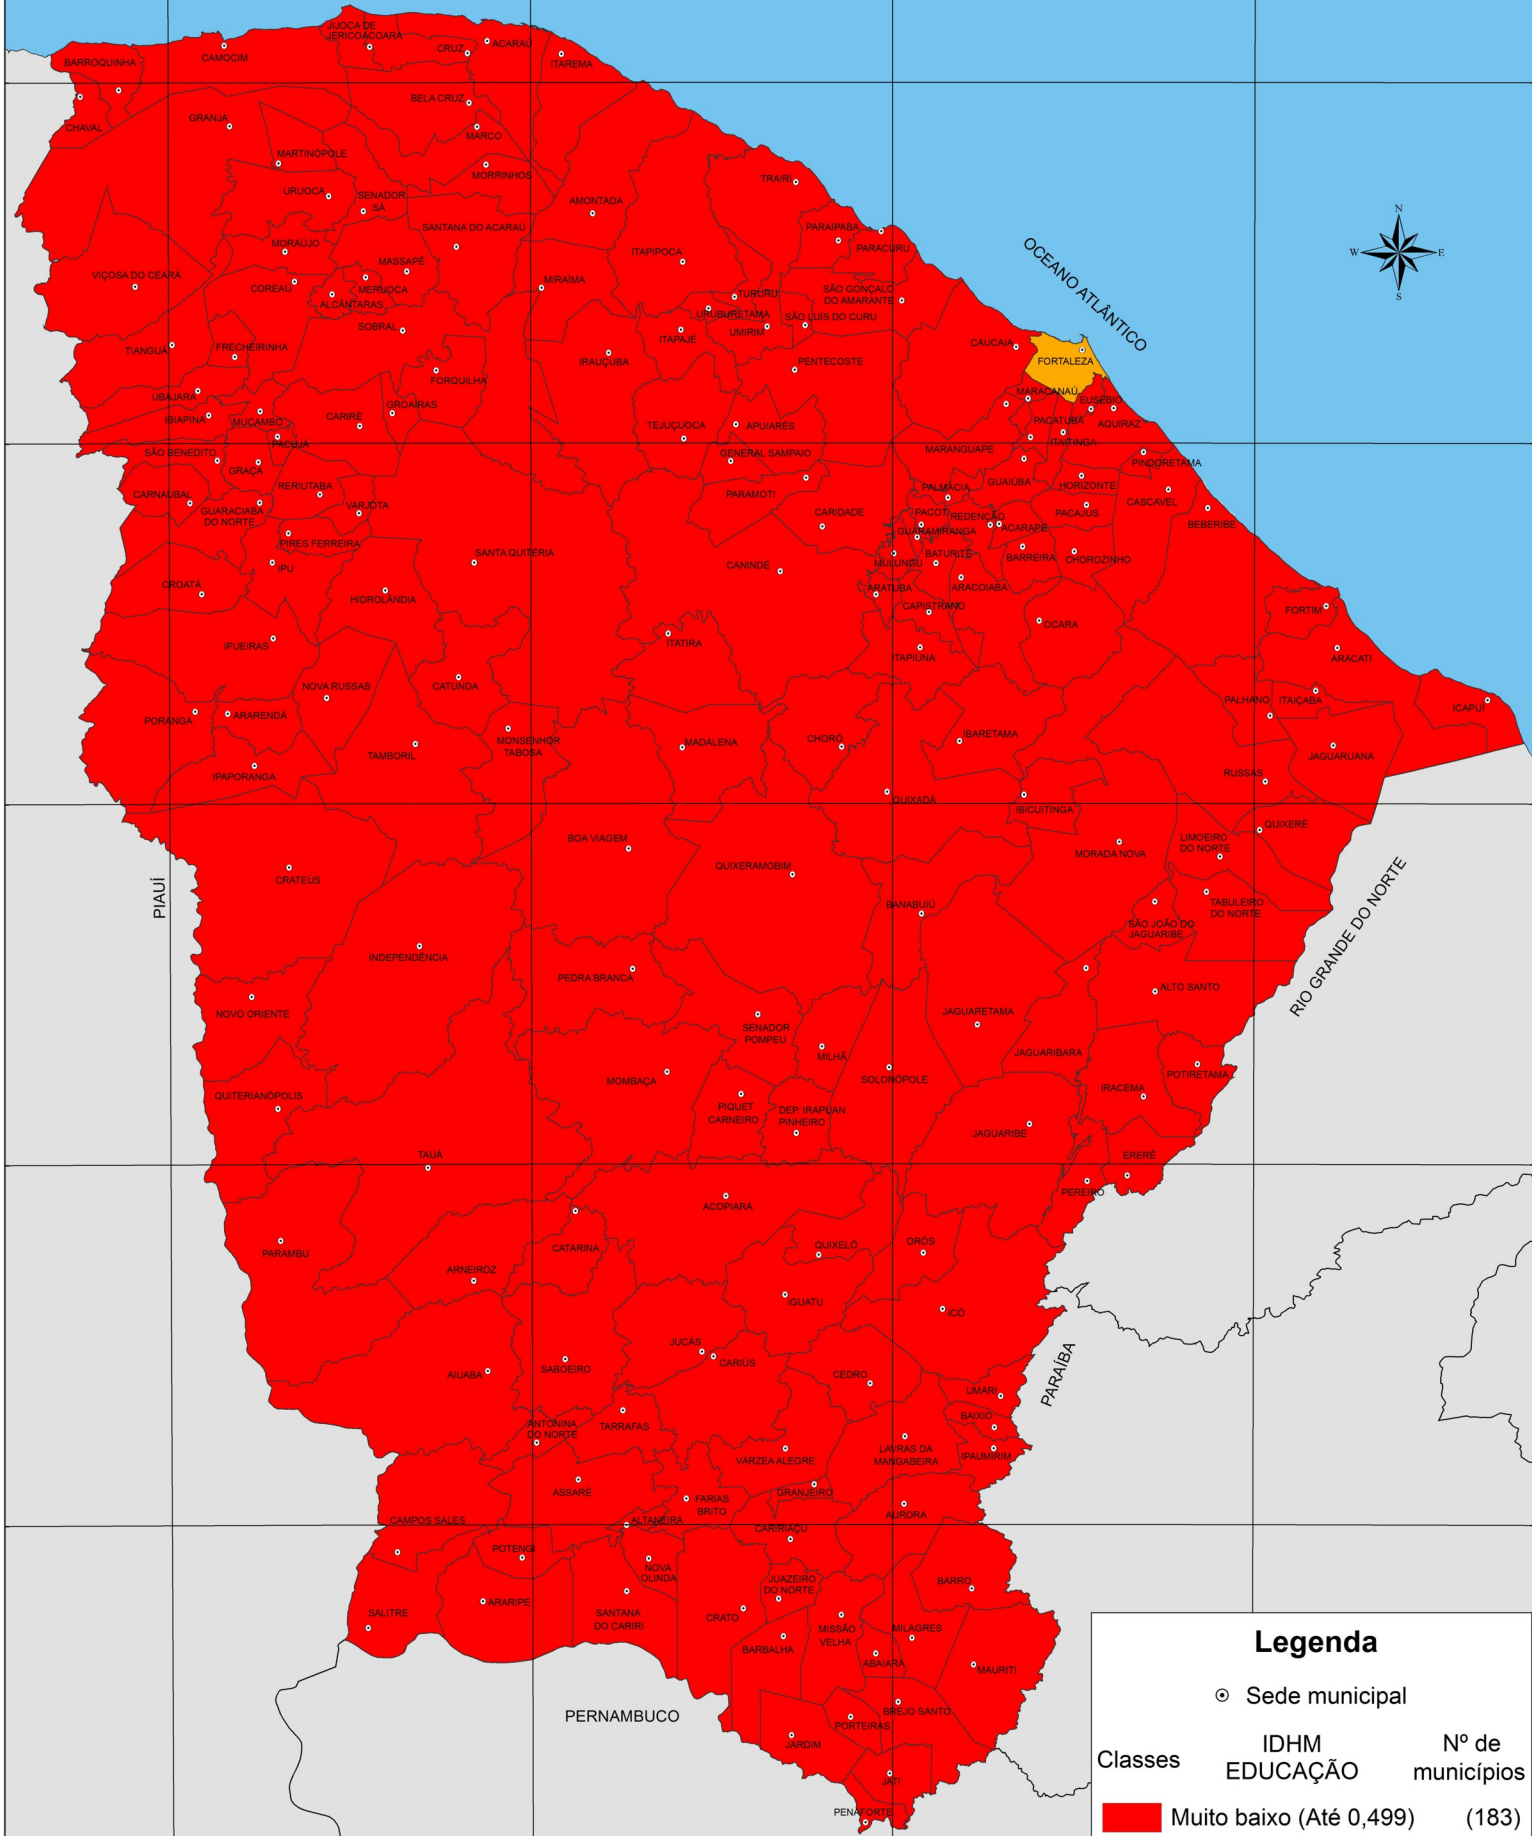 JIJOCA DE
JERICOACOARA
CRUZ
ACARAÚ
BARROQUINHA
CAMOCIM
ITAREMA
CHAVAL
GRANJA
BELA CRUZ
MARCO
MARTINÓPOLE
MORRINHOS
URUOCA
SENADOR
SÁ
TRAIRI
AMONTADA
SANTANA DO ACARAÚ
PARAIPABA
PARACURU
MORAÚJO
MASSAPÊ
ITAPIPOCA
VIÇOSA DO CEARÁ
COREAÚ
MERUOCA
ALCÂNTARAS
MIRAÍMA
TURURU
URUBURETAMA
UMIRIM
SÃO LUÍS DO CURU
SÃO GONÇALO
DO AMARANTE
N
W
E
S
OCEANO ATLÂNTICO
SOBRAL
TIANGUÁ
FRECHEIRINHA
ITAPAJÉ
IRAUÇUBA
PENTECOSTE
CAUCAIA
FORTALEZA
FORQUILHA
UBAJARA
IBIAPINA
MUCAMBO
CARIRÉ
GROAÍRAS
PACUJÁ
TEJUÇUOCA
APUIARÉS
MARACANAÚ
EUSÉBIO
AQUIRAZ
PACATUBA
ITAITINGA
SÃO BENEDITO
GRAÇA
GENERAL SAMPAIO
MARANGUAPE
PINDORETAMA
CARNAUBAL
RERIUTABA
VARJOTA
GUARACIABA
DO NORTE
PARAMOTI
CARIDADE
PALMÁCIA
GUAIÚBA
HORIZONTE
CASCAVEL
PACAJUS
BEBERIBE
PACOTI
REDENÇÃO
ACARAPE
GUARAMIRANGA
PIRES FERREIRA
IPU
SANTA QUITÉRIA
CANINDÉ
MULUNGU
BATURITÉ
BARREIRA
CHOROZINHO
CROATÁ
HIDROLÂNDIA
ARATUBA
ARACOIABA
CAPISTRANO
OCARA
FORTIM
IPUEIRAS
ITATIRA
ITAPIÚNA
ARACATI
NOVA RUSSAS
CATUNDA
PALHANO
ITAIÇABA
ICAPUÍ
PORANGA
ARARENDÁ
TAMBORIL
MONSENHOR
TABOSA
MADALENA
CHORÓ
IBARETAMA
JAGUARUANA
IPAPORANGA
RUSSAS
QUIXADÁ
IBICUITINGA
QUIXERÉ
BOA VIAGEM
QUIXERAMOBIM
MORADA NOVA
LIMOEIRO
DO NORTE
PIAUÍ
CRATEÚS
BANABUIÚ
TABULEIRO
DO NORTE
SÃO JOÃO DO
JAGUARIBE
RIO GRANDE DO NORTE
INDEPENDÊNCIA
PEDRA BRANCA
ALTO SANTO
NOVO ORIENTE
SENADOR
POMPEU
JAGUARETAMA
MILHÃ
JAGUARIBARA
SOLONÓPOLE
MOMBAÇA
POTIRETAMA
IRACEMA
QUITERIANÓPOLIS
PIQUET
CARNEIRO
DEP. IRAPUAN
PINHEIRO
JAGUARIBE
TAUÁ
ERERÊ
PEREIRO
ACOPIARA
PARAMBU
CATARINA
QUIXELÔ
ORÓS
ARNEIROZ
IGUATU
ICÓ
JUCÁS
CARIÚS
AIUABA
SABOEIRO
CEDRO
PARAÍBA
UMARI
BAIXIO
ANTONINA
DO NORTE
TARRAFAS
VÁRZEA ALEGRE
LAVRAS DA
MANGABEIRA
IPAUMIRIM
ASSARÉ
FARIAS
BRITO
GRANJEIRO
AURORA
CAMPOS SALES
ALTANEIRA
CARIRIAÇU
POTENGI
NOVA
OLINDA
JUAZEIRO
DO NORTE
BARRO
SALITRE
ARARIPE
SANTANA
DO CARIRI
CRATO
MISSÃO
VELHA
MILAGRES
BARBALHA
ABAIARA
MAURITI
PERNAMBUCO
PORTEIRAS
BREJO SANTO
JARDIM
JATI
PENAFORTE
Legenda
Sede municipal
Classes
IDHM
EDUCAÇÃO
Nº de
municípios
Muito baixo (Até 0,499)
(183)